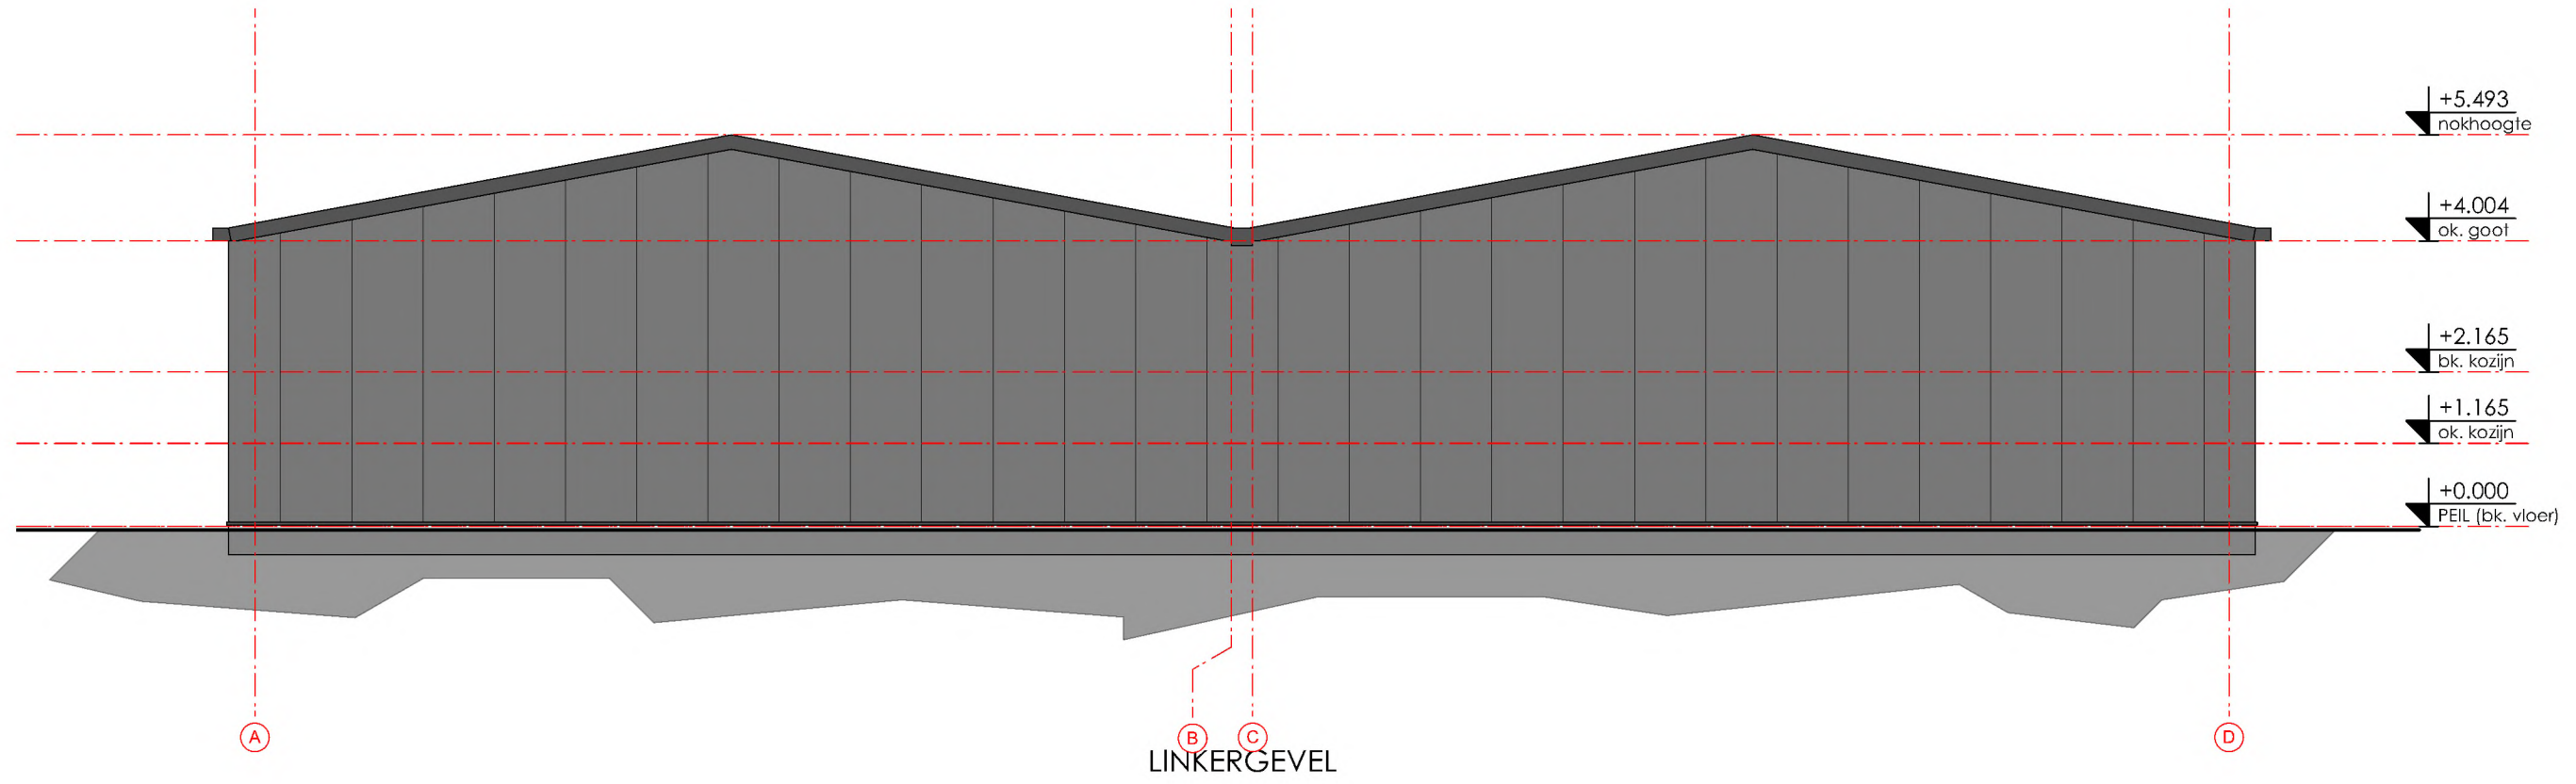 +5.493
nokhoogte
+4.004
ok. goot
+2.165
bk. kozijn
+1.165
ok. kozijn
+0.000
PEIL (bk. vloer)
A
B
C
D
LINKERGEVEL